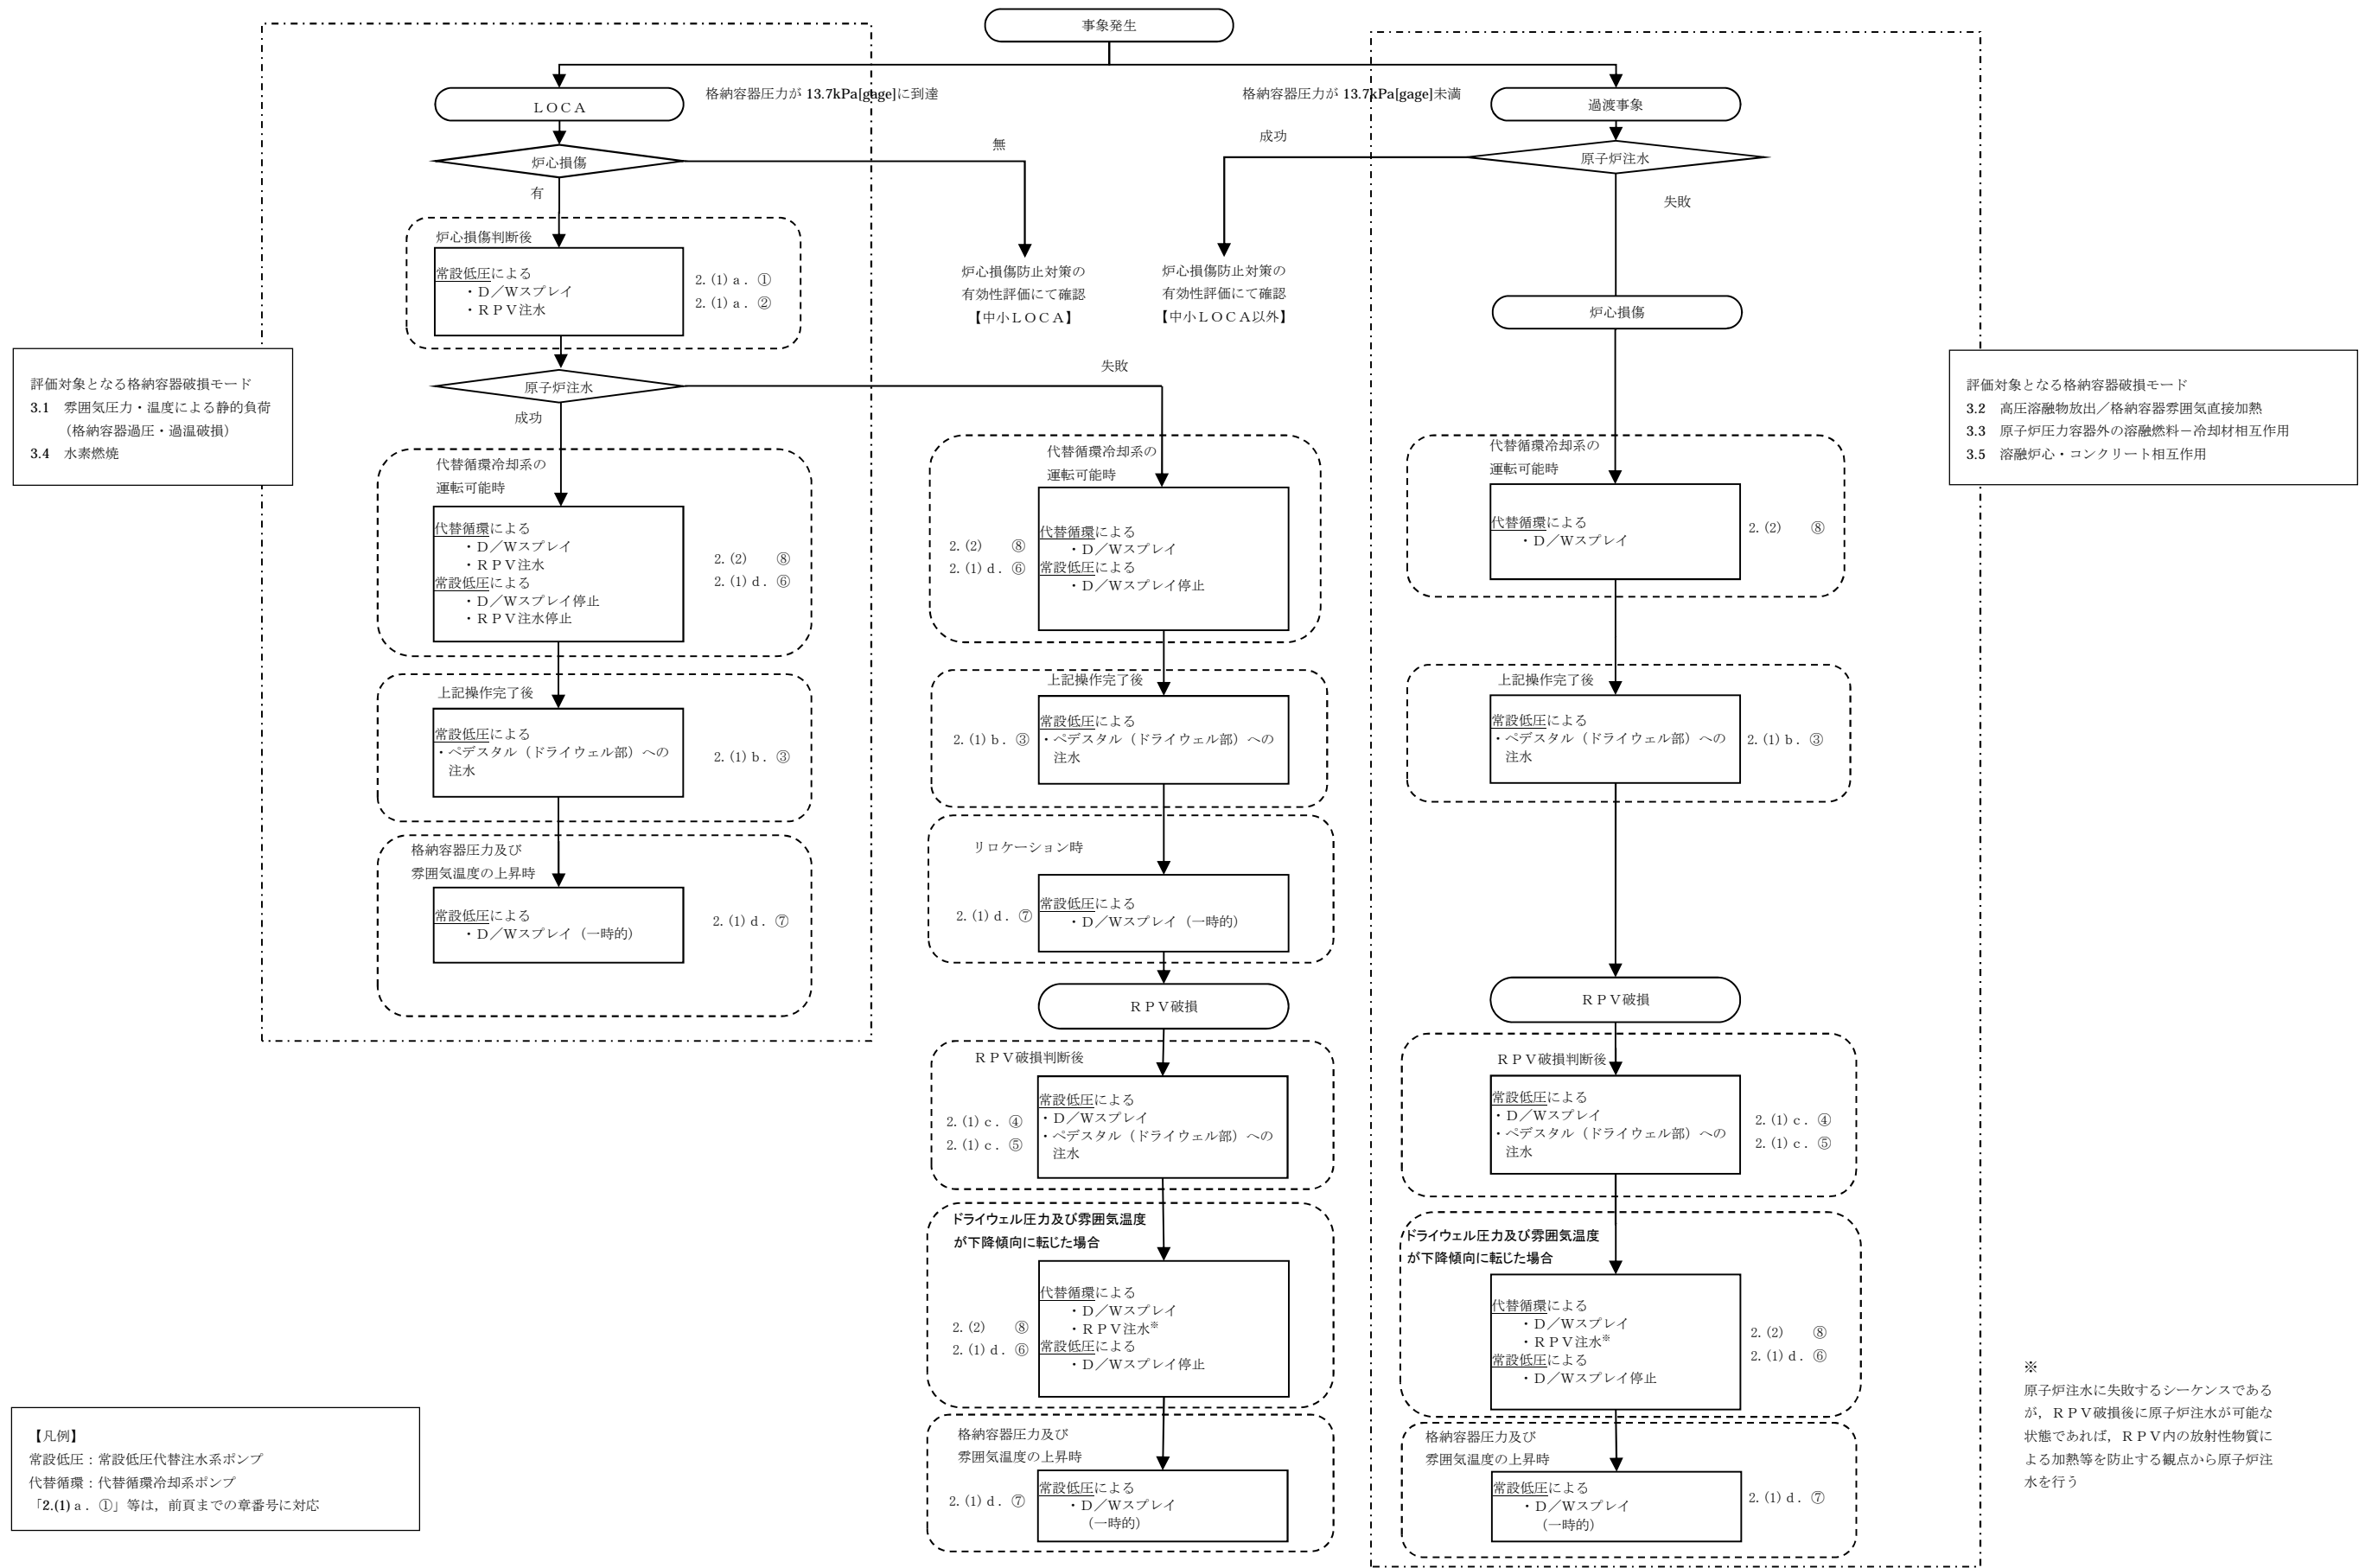 事象発生
格納容器圧力が 13.7kPa[gage]に到達
格納容器圧力が 13.7kPa[gage]未満
LOCA
炉心損傷
無
有
炉心損傷判断後
常設低圧による
・D/Wスプレイ
・RPV注水
2. (1) a. ①
2. (1) a. ②
炉心損傷防止対策の
有効性評価にて確認
【中小LOCA】
原子炉注水
失敗
成功
評価対象となる格納容器破損モード
3.1 雰囲気圧力・温度による静的負荷
(格納容器過圧・過温破損)
3.4 水素燃焼
代替循環冷却系の
運転可能時
代替循環による
・D/Wスプレイ
・RPV注水
常設低圧による
・D/Wスプレイ停止
・RPV注水停止
2. (2) ⑧
2. (1) d. ⑥
上記操作完了後
常設低圧による
・ペデスタル(ドライウェル部)への
注水
2. (1) b. ③
格納容器圧力及び
雰囲気温度の上昇時
常設低圧による
・D/Wスプレイ(一時的)
2. (1) d. ⑦
代替循環冷却系の
運転可能時
2. (2) ⑧
2. (1) d. ⑥
代替循環による
・D/Wスプレイ
常設低圧による
・D/Wスプレイ停止
上記操作完了後
2. (1) b. ③
常設低圧による
・ペデスタル(ドライウェル部)への
注水
リロケーション時
2. (1) d. ⑦
常設低圧による
・D/Wスプレイ(一時的)
RPV破損
RPV破損判断後
2. (1) c. ④
2. (1) c. ⑤
常設低圧による
・D/Wスプレイ
・ペデスタル(ドライウェル部)への
注水
ドライウェル圧力及び雰囲気温度
が下降傾向に転じた場合
2. (2) ⑧
2. (1) d. ⑥
代替循環による
・D/Wスプレイ
・RPV注水※
常設低圧による
・D/Wスプレイ停止
格納容器圧力及び
雰囲気温度の上昇時
2. (1) d. ⑦
常設低圧による
・D/Wスプレイ
(一時的)
過渡事象
原子炉注水
成功
失敗
炉心損傷防止対策の
有効性評価にて確認
【中小LOCA以外】
炉心損傷
評価対象となる格納容器破損モード
3.2 高圧溶融物放出/格納容器雰囲気直接加熱
3.3 原子炉圧力容器外の溶融燃料-冷却材相互作用
3.5 溶融炉心・コンクリート相互作用
代替循環冷却系の
運転可能時
代替循環による
・D/Wスプレイ
2. (2) ⑧
上記操作完了後
常設低圧による
・ペデスタル(ドライウェル部)への
注水
2. (1) b. ③
RPV破損
RPV破損判断後
常設低圧による
・D/Wスプレイ
・ペデスタル(ドライウェル部)への
注水
2. (1) c. ④
2. (1) c. ⑤
ドライウェル圧力及び雰囲気温度
が下降傾向に転じた場合
代替循環による
・D/Wスプレイ
・RPV注水※
常設低圧による
・D/Wスプレイ停止
2. (2) ⑧
2. (1) d. ⑥
格納容器圧力及び
雰囲気温度の上昇時
常設低圧による
・D/Wスプレイ
(一時的)
2. (1) d. ⑦
※
原子炉注水に失敗するシーケンスである
が,RPV破損後に原子炉注水が可能な
状態であれば,RPV内の放射性物質に
よる加熱等を防止する観点から原子炉注
水を行う
【凡例】
常設低圧:常設低圧代替注水系ポンプ
代替循環:代替循環冷却系ポンプ
「2.(1) a. ①」等は,前頁までの章番号に対応